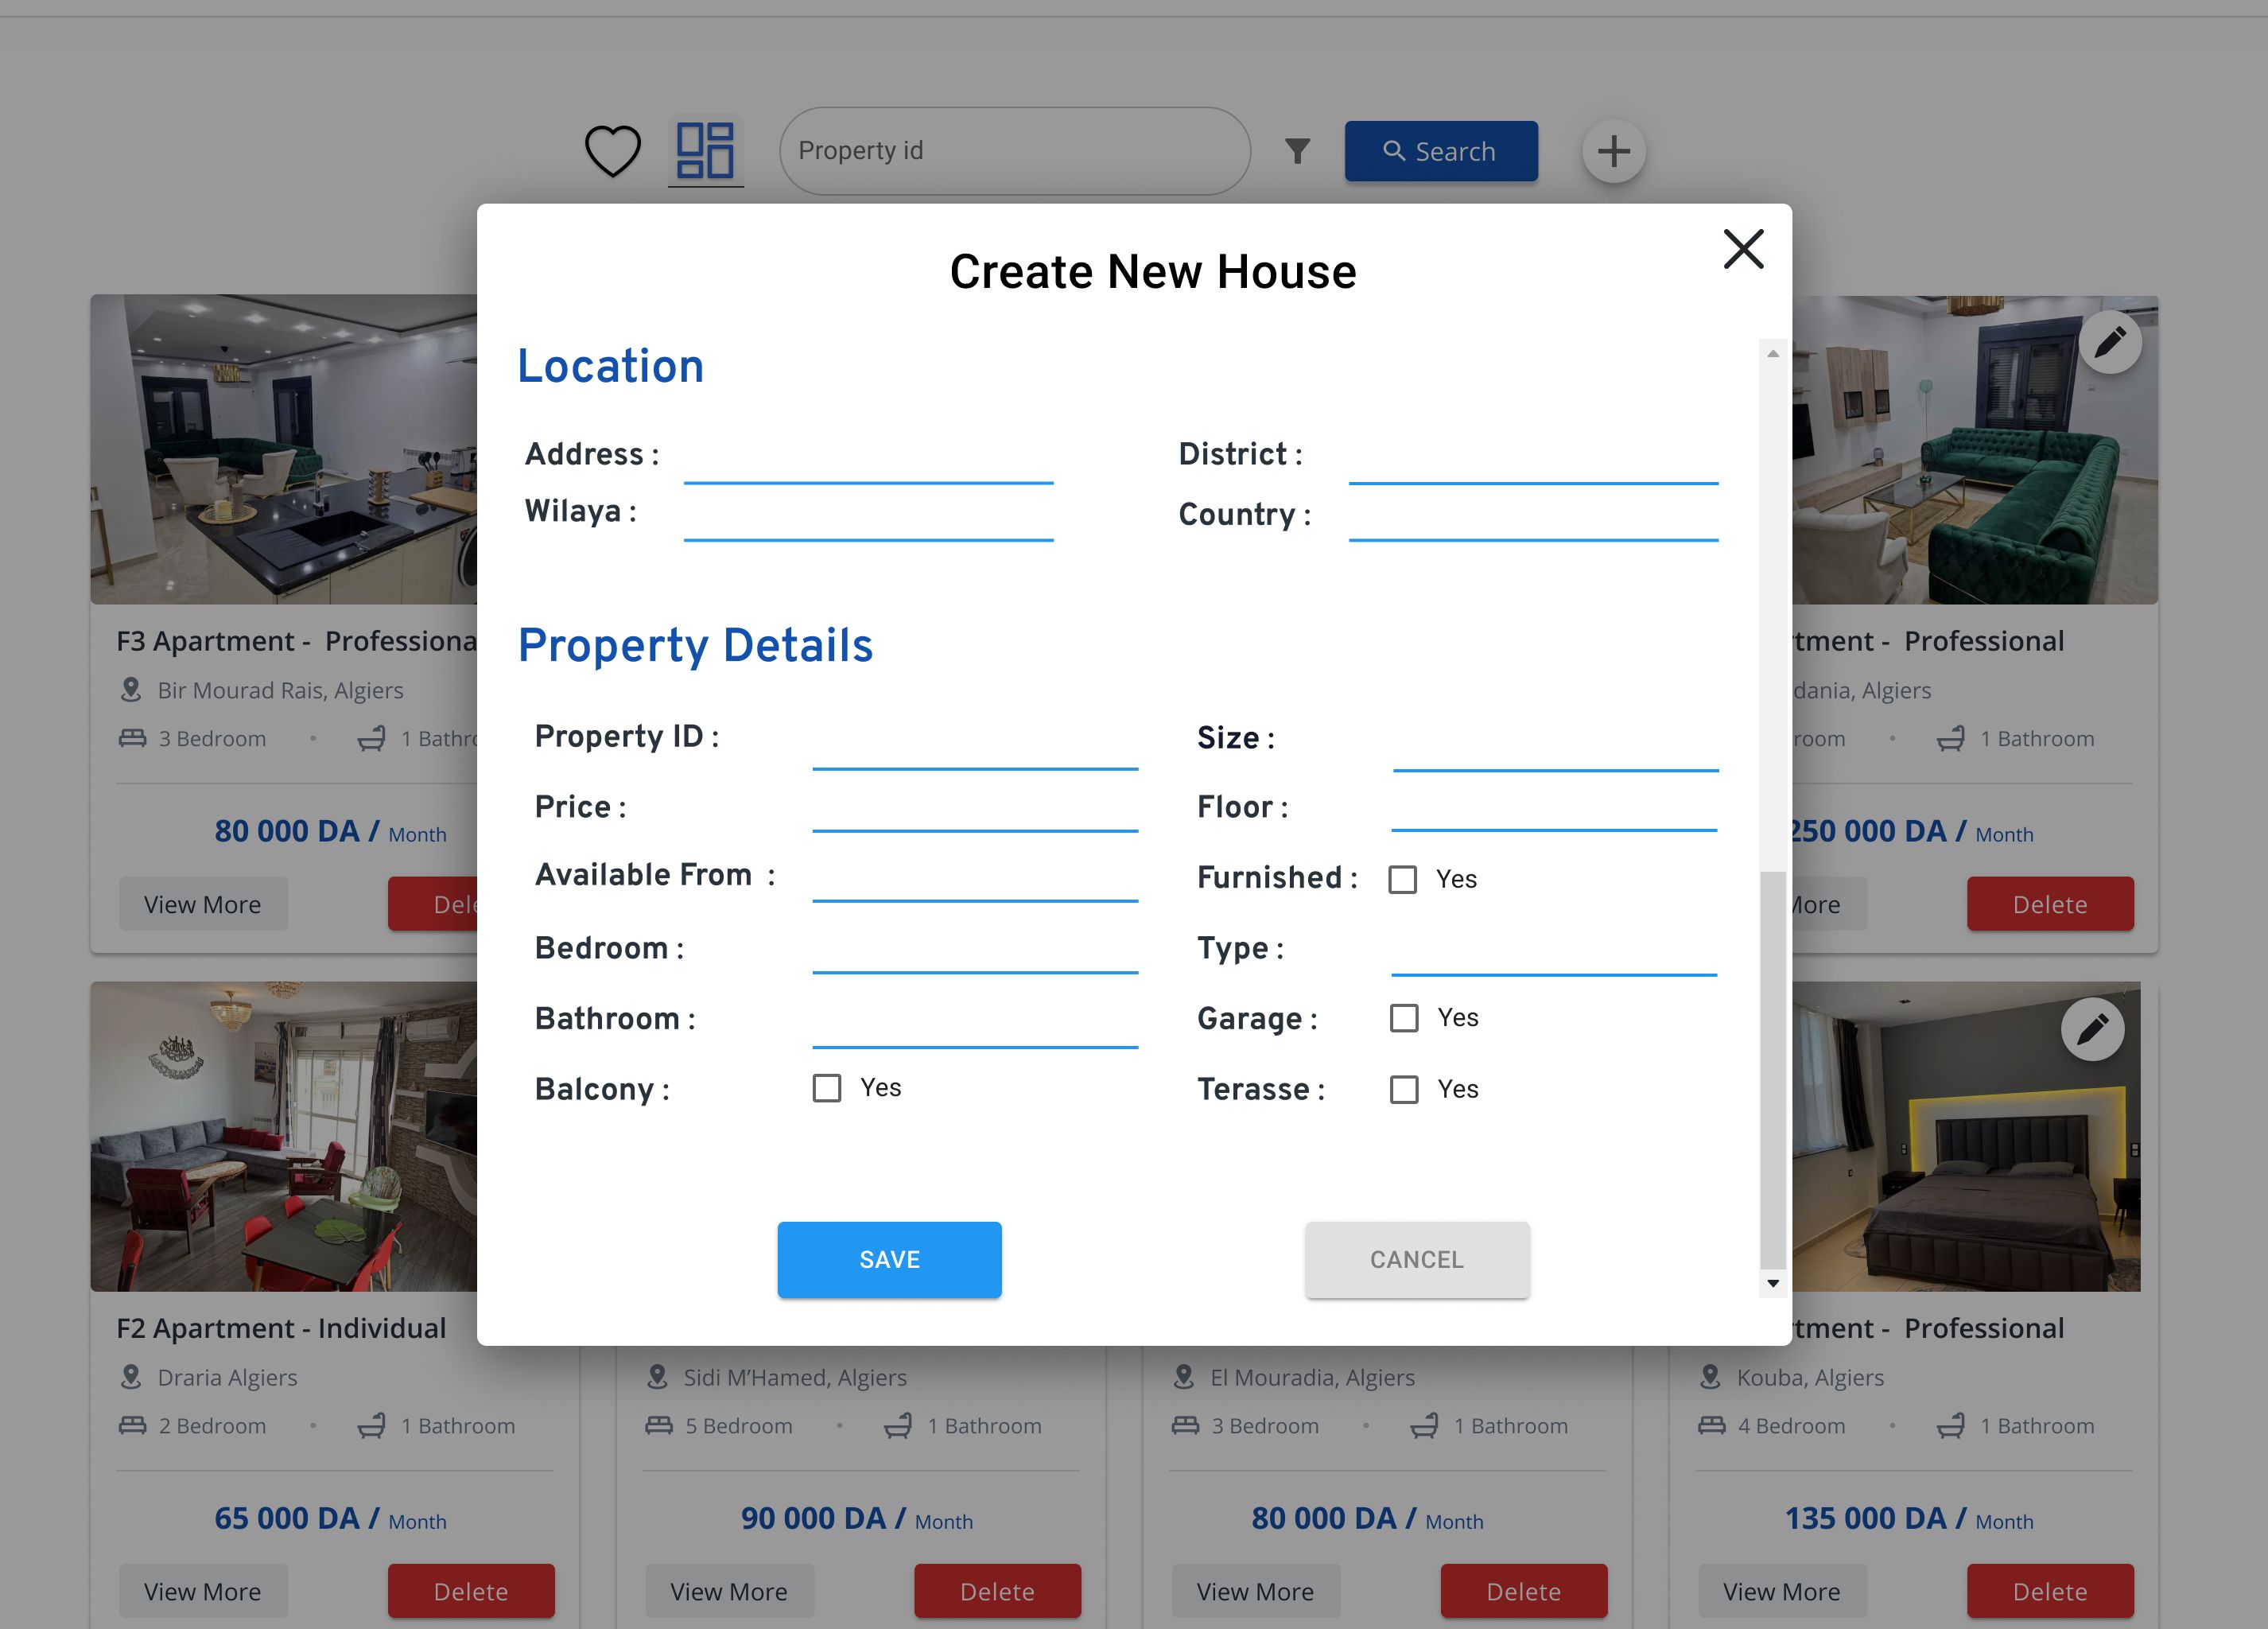 Property id
Search
Create New House
Location
Address :
District :
Wilaya :
Country :
Property Details
Property ID :
Size :
Price :
Floor :
Available From :
Furnished : Yes
Bedroom :
Type :
Bathroom :
Garage : Yes
Balcony : Yes
Terasse : Yes
SAVE
CANCEL
F3 Apartment - Professiona
Bir Mourad Rais, Algiers
3 Bedroom • 1 Bathro
80 000 DA / Month
View More
Dele
tment - Professional
dania, Algiers
room • 1 Bathroom
250 000 DA / Month
More
Delete
F2 Apartment - Individual
Draria Algiers
2 Bedroom • 1 Bathroom
65 000 DA / Month
View More
Delete
Sidi M’Hamed, Algiers
5 Bedroom • 1 Bathroom
90 000 DA / Month
View More
Delete
El Mouradia, Algiers
3 Bedroom • 1 Bathroom
80 000 DA / Month
View More
Delete
tment - Professional
Kouba, Algiers
4 Bedroom • 1 Bathroom
135 000 DA / Month
View More
Delete